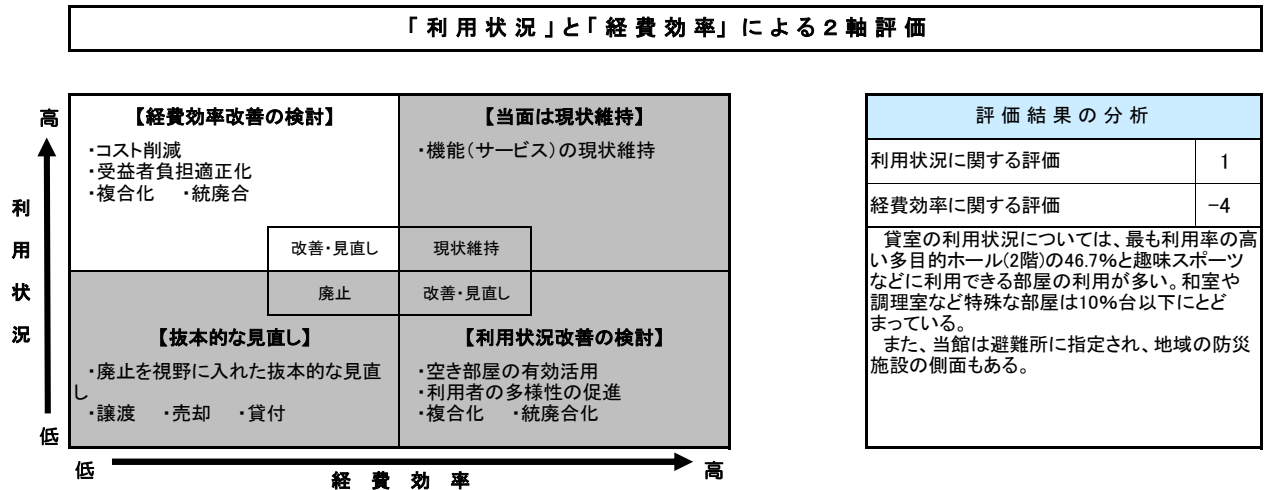 「利用状況」と「経費効率」による２軸評価
高
利用状況
低
【経費効率改善の検討】
・コスト削減
・受益者負担適正化
・複合化　・統廃合
【当面は現状維持】
・機能（サービス）の現状維持
改善・見直し
現状維持
廃止
改善・見直し
【抜本的な見直し】
・廃止を視野に入れた抜本的な見直
し
・譲渡　・売却　・貸付
【利用状況改善の検討】
・空き部屋の有効活用
・利用者の多様性の促進
・複合化　・統廃合化
低
経費効率
高
評価結果の分析
利用状況に関する評価　1
経費効率に関する評価　-4
　貸室の利用状況については、最も利用率の高
い多目的ホール(2階)の46.7%と趣味スポーツ
などに利用できる部屋の利用が多い。和室や
調理室など特殊な部屋は10%台以下にとど
まっている。
　また、当館は避難所に指定され、地域の防災
施設の側面もある。